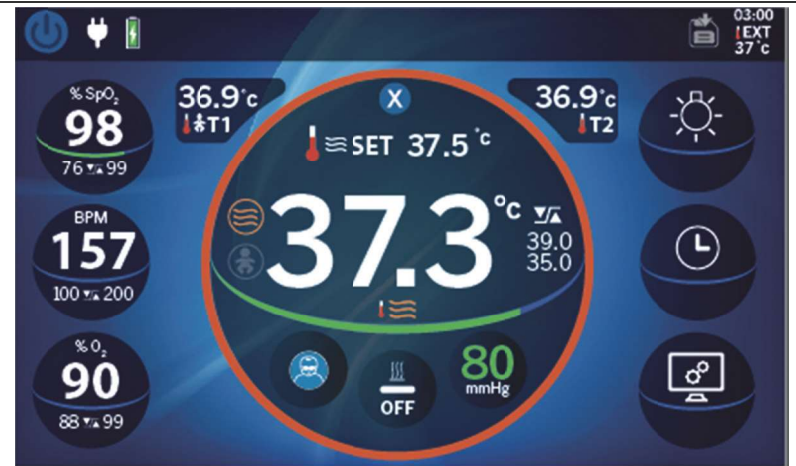 03:00
EXT
37°c
% SpO₂
98
76 99
36.9°c
T1
X
36.9°c
T2
SET 37.5 °c
BPM
157
100 200
37.3 °c
39.0
35.0
% O₂
90
88 99
OFF
80
mmHg